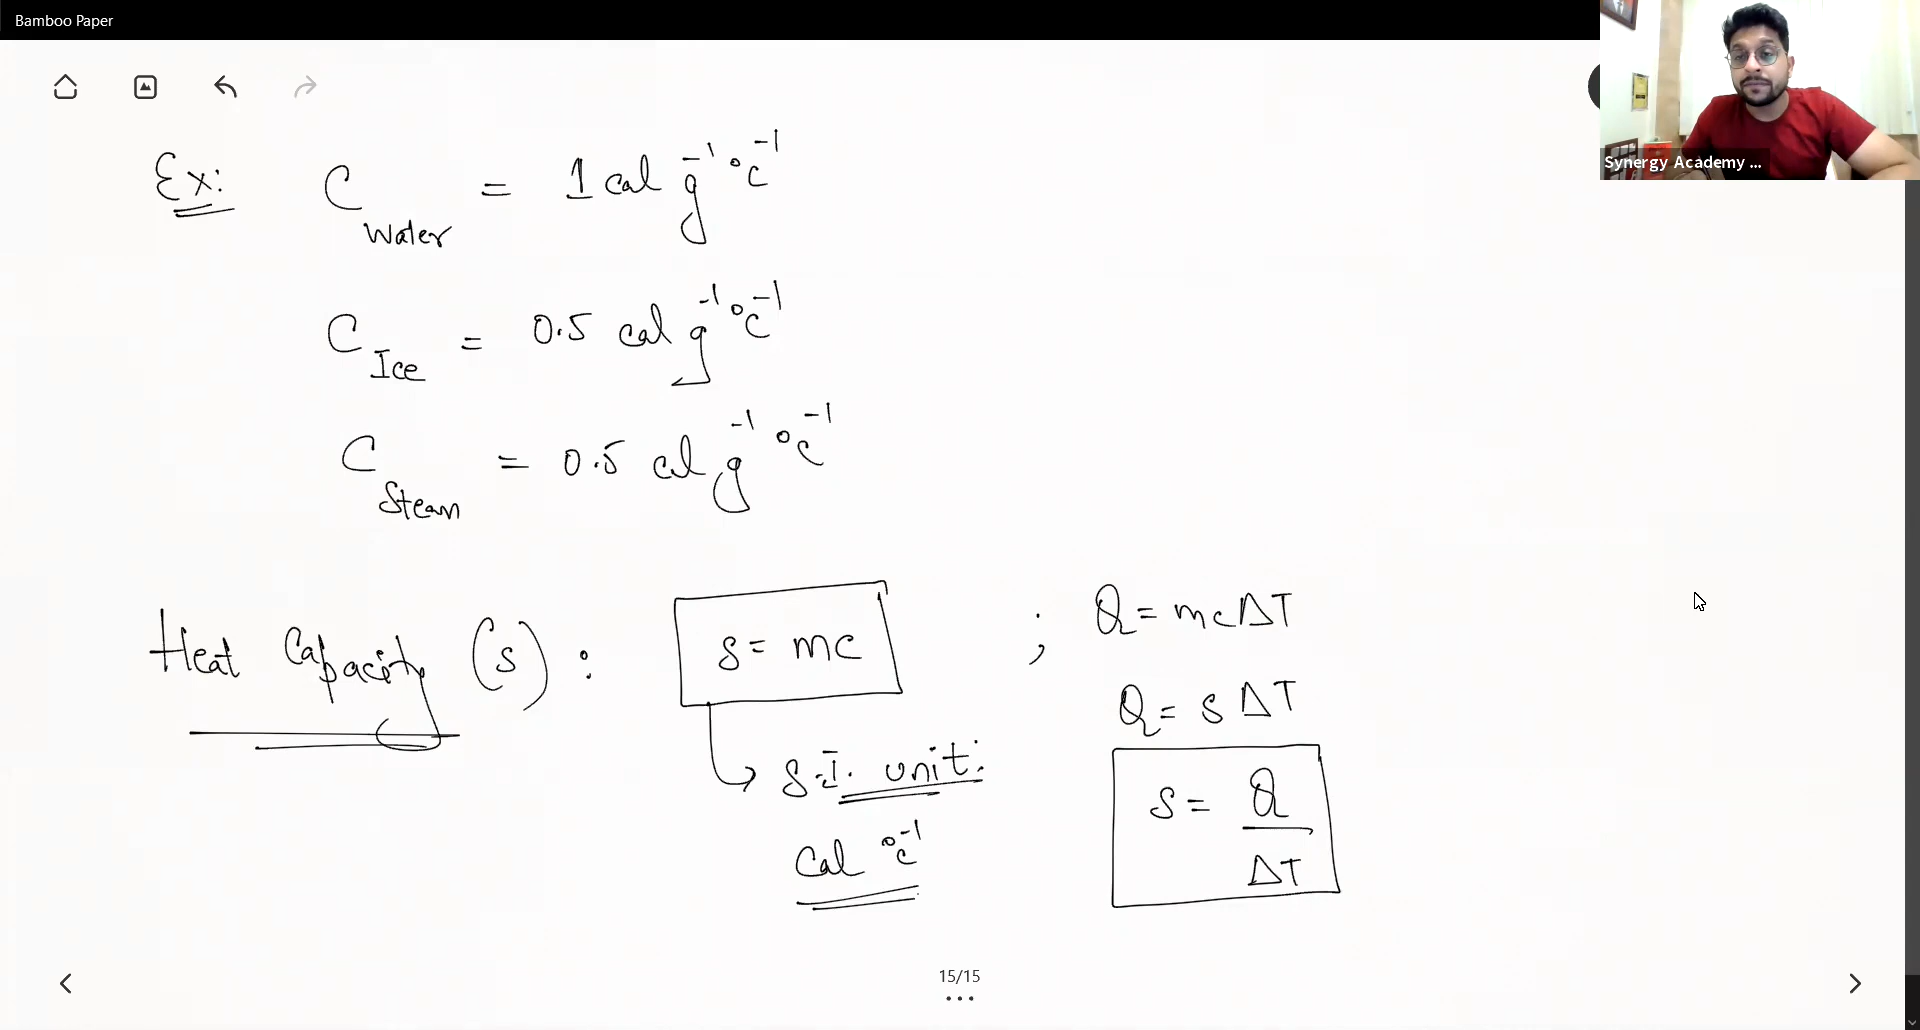 Bamboo Paper
Synergy Academy ...
Ex: C Water = 1 cal g⁻¹ °C⁻¹
C Ice = 0.5 cal g⁻¹ °C⁻¹
C Steam = 0.5 cal g⁻¹ °C⁻¹
Heat Capacity (s) : s = mc ; Q = mcΔT
Q = s ΔT
S.I. unit:
s = Q / ΔT
Cal °C⁻¹
15/15